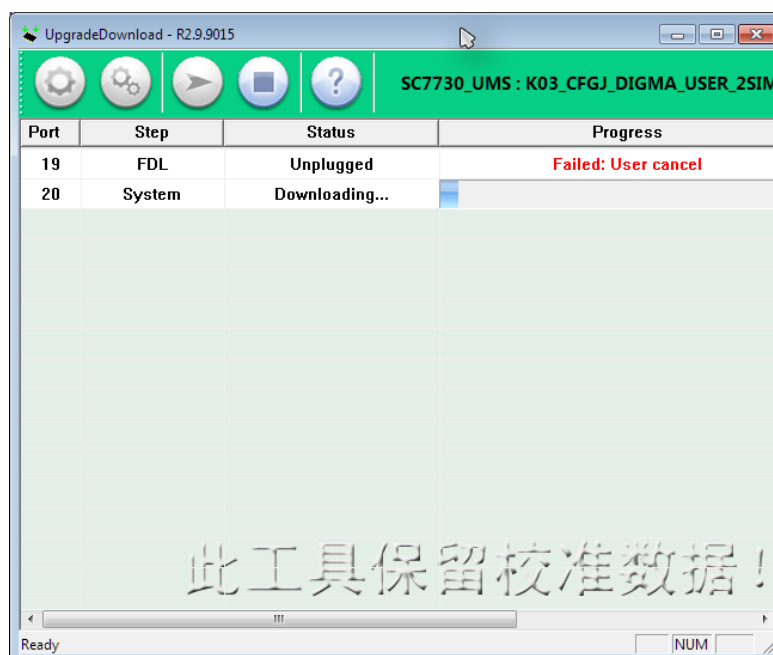 UpgradeDownload - R2.9.9015
SC7730_UMS : K03_CFGJ_DIGMA_USER_2SIM
Port Step Status Progress
19 FDL Unplugged Failed: User cancel
20 System Downloading...
此工具保留校准数据!
Ready NUM